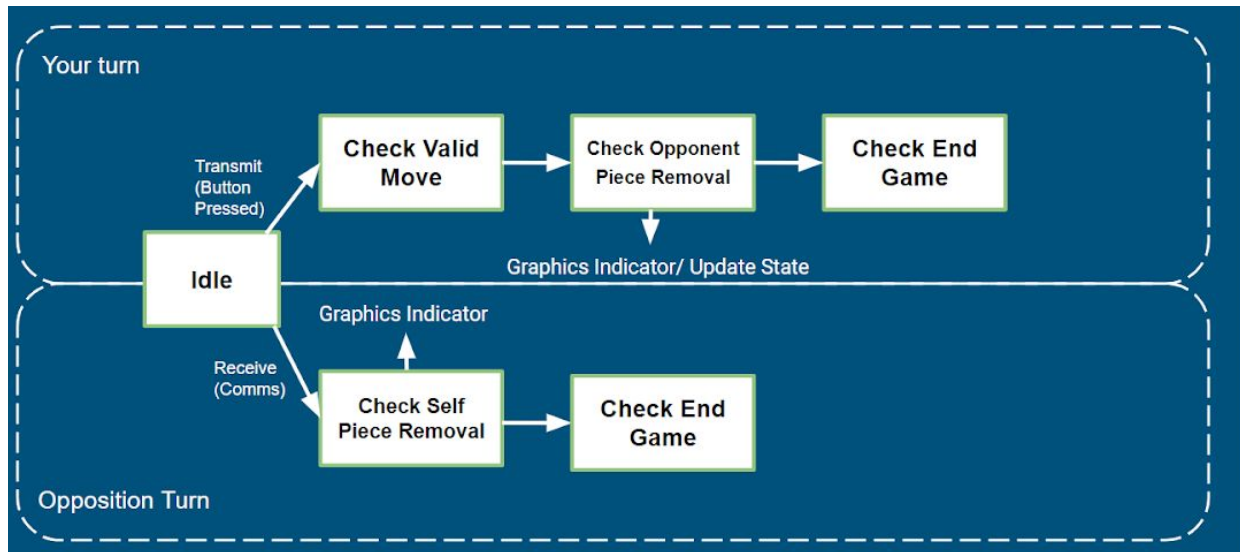 Your turn
Transmit
(Button
Pressed)
Check Valid
Move
Check Opponent
Piece Removal
Check End
Game
Idle
Graphics Indicator/ Update State
Graphics Indicator
Receive
(Comms)
Check Self
Piece Removal
Check End
Game
Opposition Turn